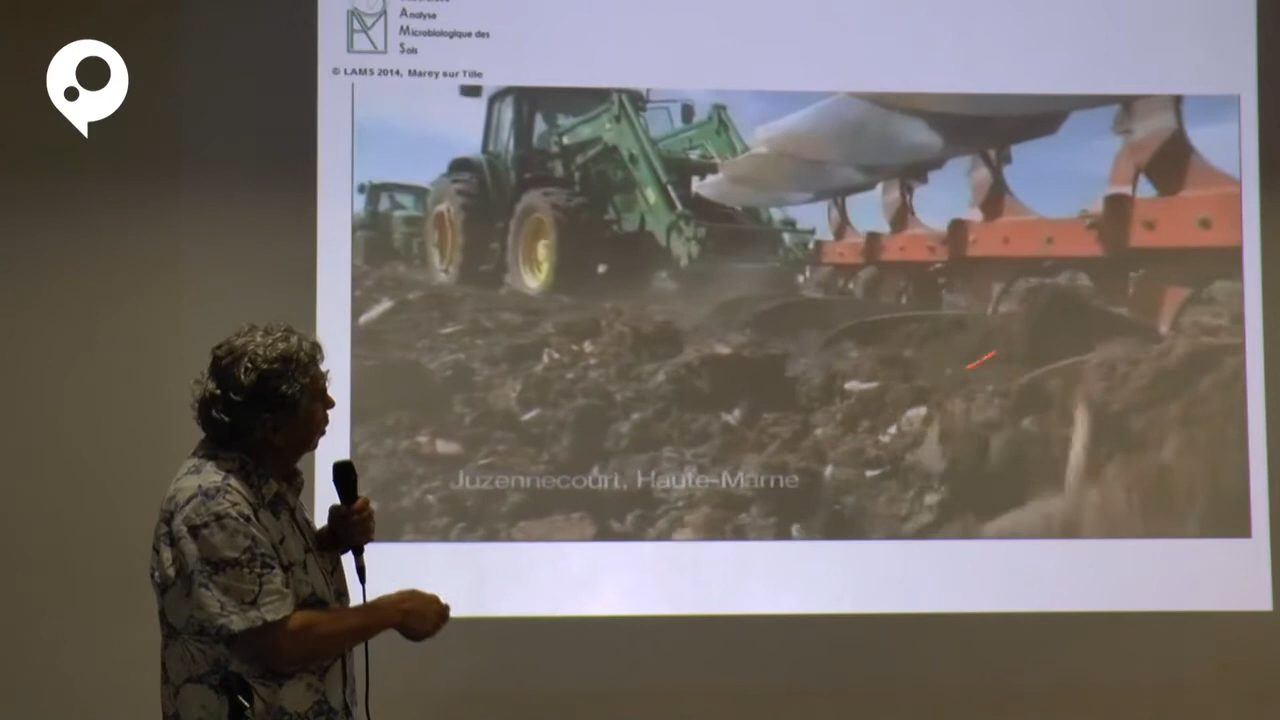 Analyse
Microbiologique des
Sols
© LAMS 2014, Marey sur Tille
Juzennecourt, Haute-Marne